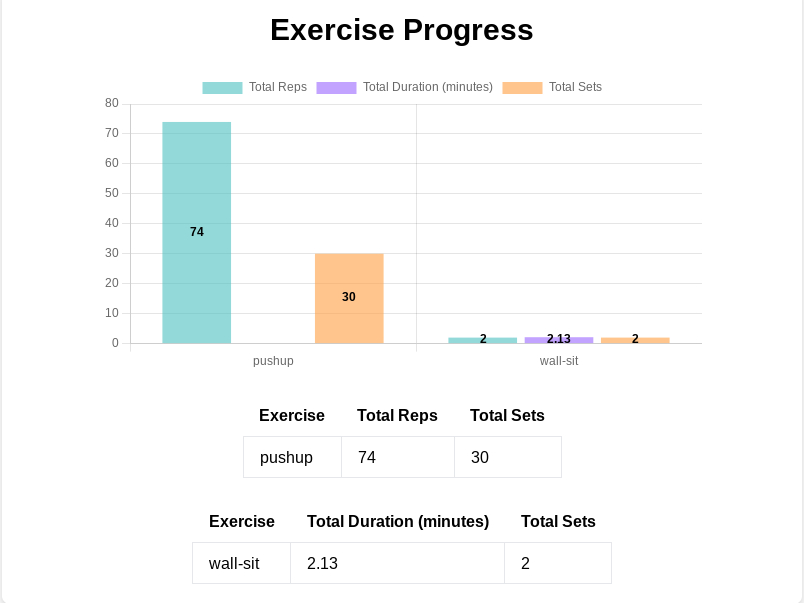 Exercise Progress
Total Reps Total Duration (minutes) Total Sets
80
70
60
50
40
30
20
10
0
74
30
2 2.13 2
pushup wall-sit
Exercise Total Reps Total Sets
pushup 74 30
Exercise Total Duration (minutes) Total Sets
wall-sit 2.13 2